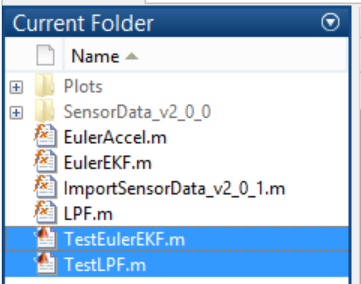 Current Folder
Name
Plots
SensorData_v2_0_0
EulerAccel.m
EulerEKF.m
ImportSensorData_v2_0_1.m
LPF.m
TestEulerEKF.m
TestLPF.m